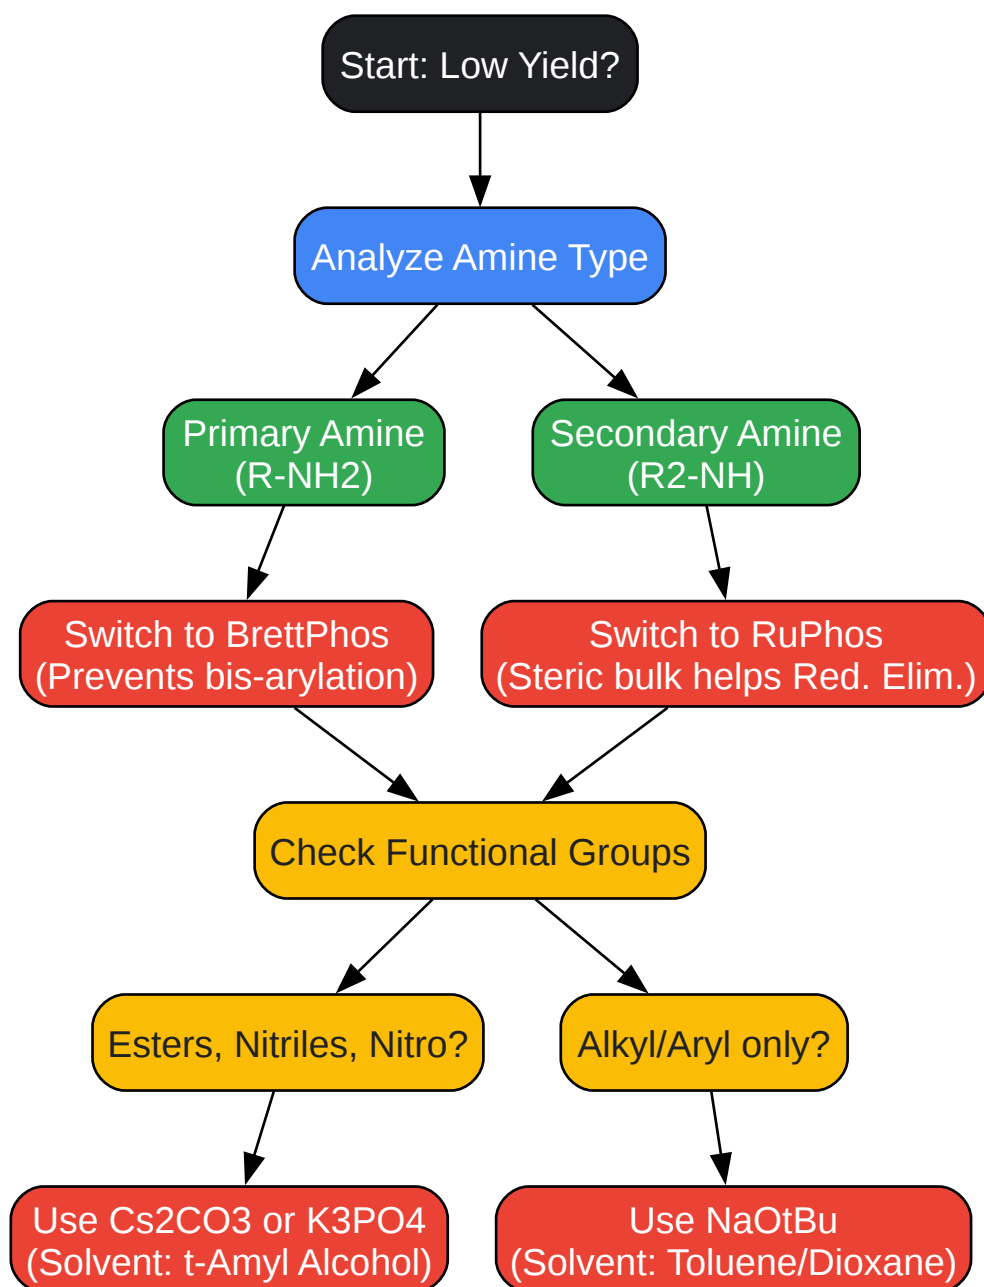 Start: Low Yield?
Analyze Amine Type
Primary Amine
(R-NH2)
Secondary Amine
(R2-NH)
Switch to BrettPhos
(Prevents bis-arylation)
Switch to RuPhos
(Steric bulk helps Red. Elim.)
Check Functional Groups
Esters, Nitriles, Nitro?
Alkyl/Aryl only?
Use Cs2CO3 or K3PO4
(Solvent: t-Amyl Alcohol)
Use NaOtBu
(Solvent: Toluene/Dioxane)